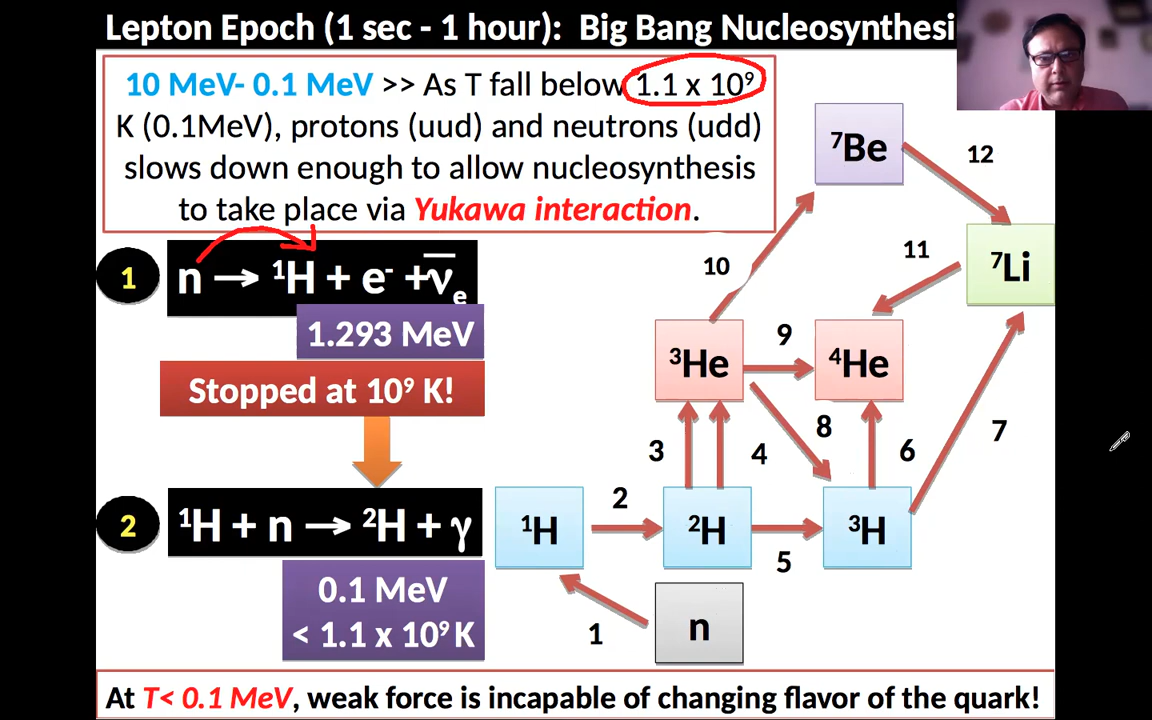 Lepton Epoch (1 sec - 1 hour): Big Bang Nucleosynthesi
10 MeV- 0.1 MeV >> As T fall below 1.1 x 10⁹
K (0.1MeV), protons (uud) and neutrons (udd)
slows down enough to allow nucleosynthesis
to take place via Yukawa interaction.
1
n → ¹H + e⁻ + ν̅ₑ
1.293 MeV
Stopped at 10⁹ K!
2
¹H + n → ²H + γ
0.1 MeV
< 1.1 x 10⁹ K
⁷Be
12
11
⁷Li
10
9
³He
⁴He
8
7
3
4
6
2
¹H
²H
³H
5
n
1
At T< 0.1 MeV, weak force is incapable of changing flavor of the quark!